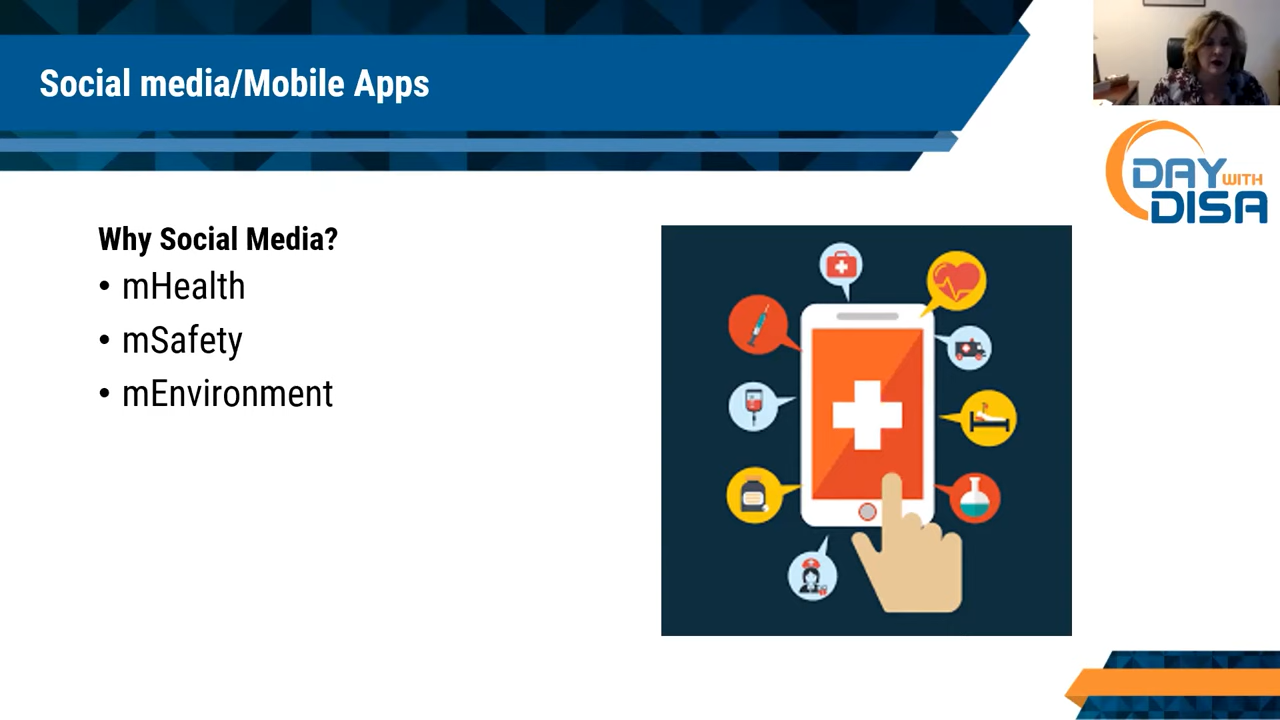 Social media/Mobile Apps
DAY WITH
DISA
Why Social Media?
• mHealth
• mSafety
• mEnvironment